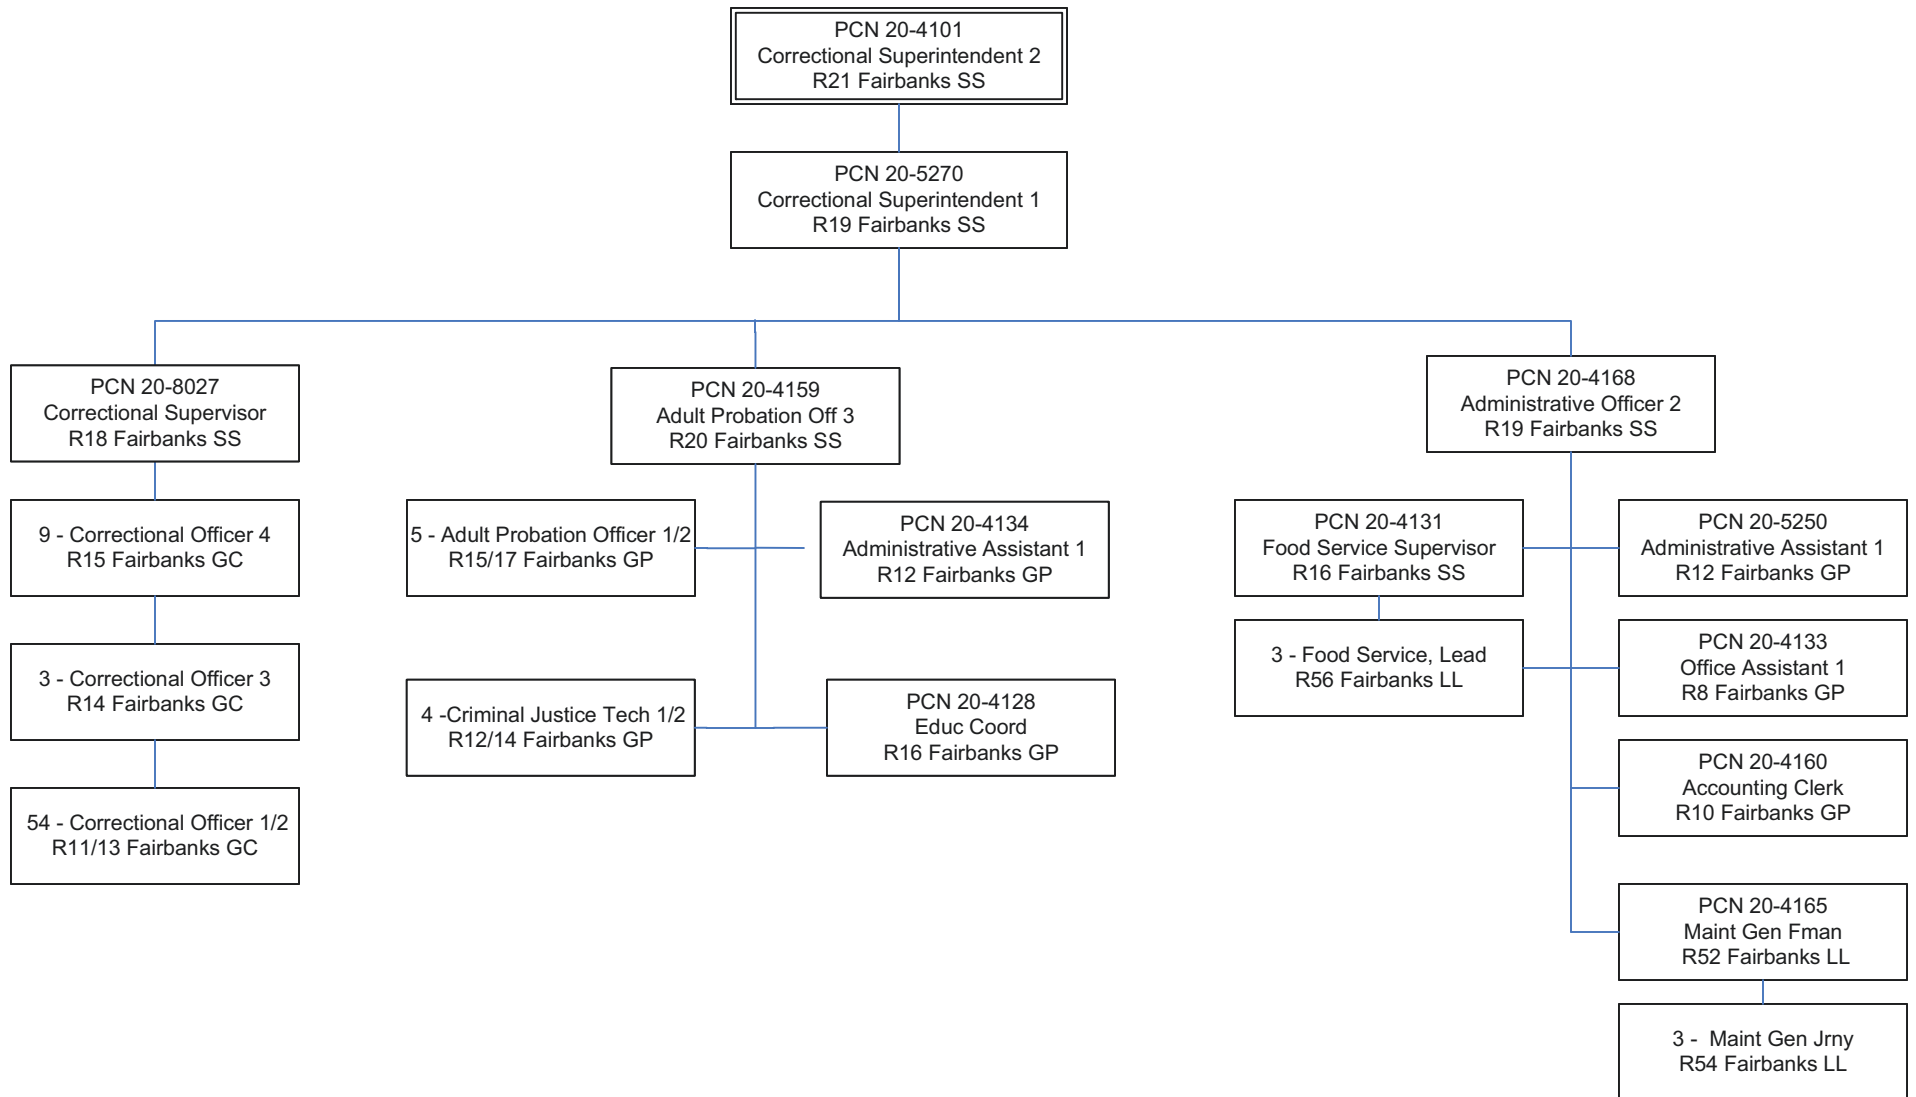 PCN 20-4101
Correctional Superintendent 2
R21 Fairbanks SS
PCN 20-5270
Correctional Superintendent 1
R19 Fairbanks SS
PCN 20-8027
Correctional Supervisor
R18 Fairbanks SS
9 - Correctional Officer 4
R15 Fairbanks GC
3 - Correctional Officer 3
R14 Fairbanks GC
54 - Correctional Officer 1/2
R11/13 Fairbanks GC
PCN 20-4159
Adult Probation Off 3
R20 Fairbanks SS
5 - Adult Probation Officer 1/2
R15/17 Fairbanks GP
PCN 20-4134
Administrative Assistant 1
R12 Fairbanks GP
4 -Criminal Justice Tech 1/2
R12/14 Fairbanks GP
PCN 20-4128
Educ Coord
R16 Fairbanks GP
PCN 20-4168
Administrative Officer 2
R19 Fairbanks SS
PCN 20-4131
Food Service Supervisor
R16 Fairbanks SS
3 - Food Service, Lead
R56 Fairbanks LL
PCN 20-5250
Administrative Assistant 1
R12 Fairbanks GP
PCN 20-4133
Office Assistant 1
R8 Fairbanks GP
PCN 20-4160
Accounting Clerk
R10 Fairbanks GP
PCN 20-4165
Maint Gen Fman
R52 Fairbanks LL
3 -  Maint Gen Jrny
R54 Fairbanks LL